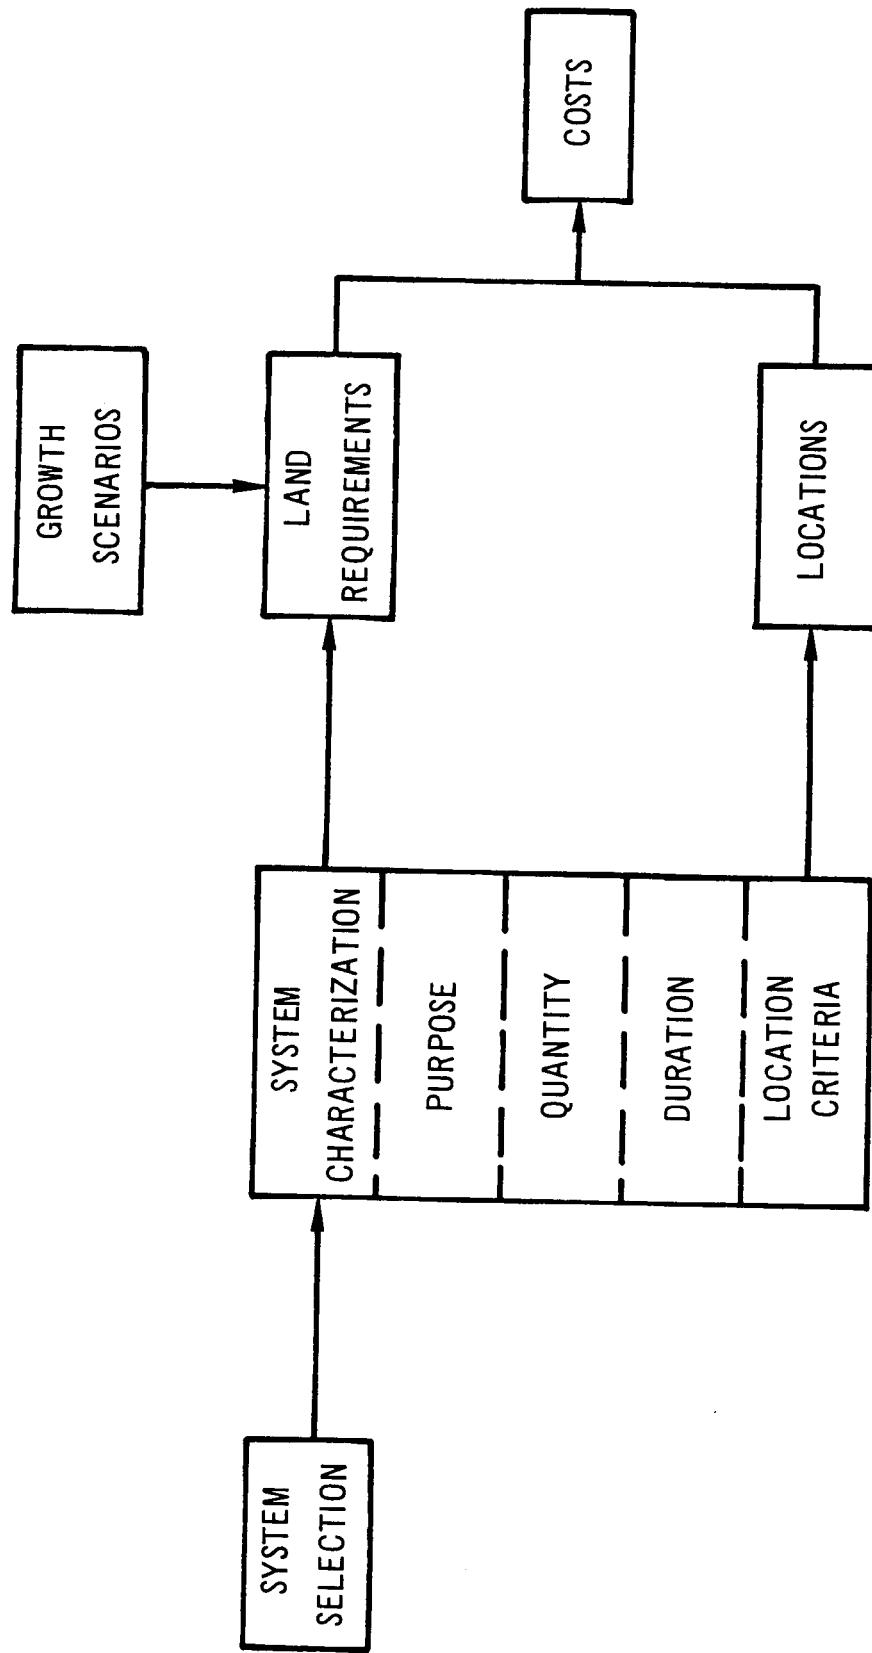 SYSTEM
SELECTION
SYSTEM
CHARACTERIZATION
PURPOSE
QUANTITY
DURATION
LOCATION
CRITERIA
GROWTH
SCENARIOS
LAND
REQUIREMENTS
LOCATIONS
COSTS